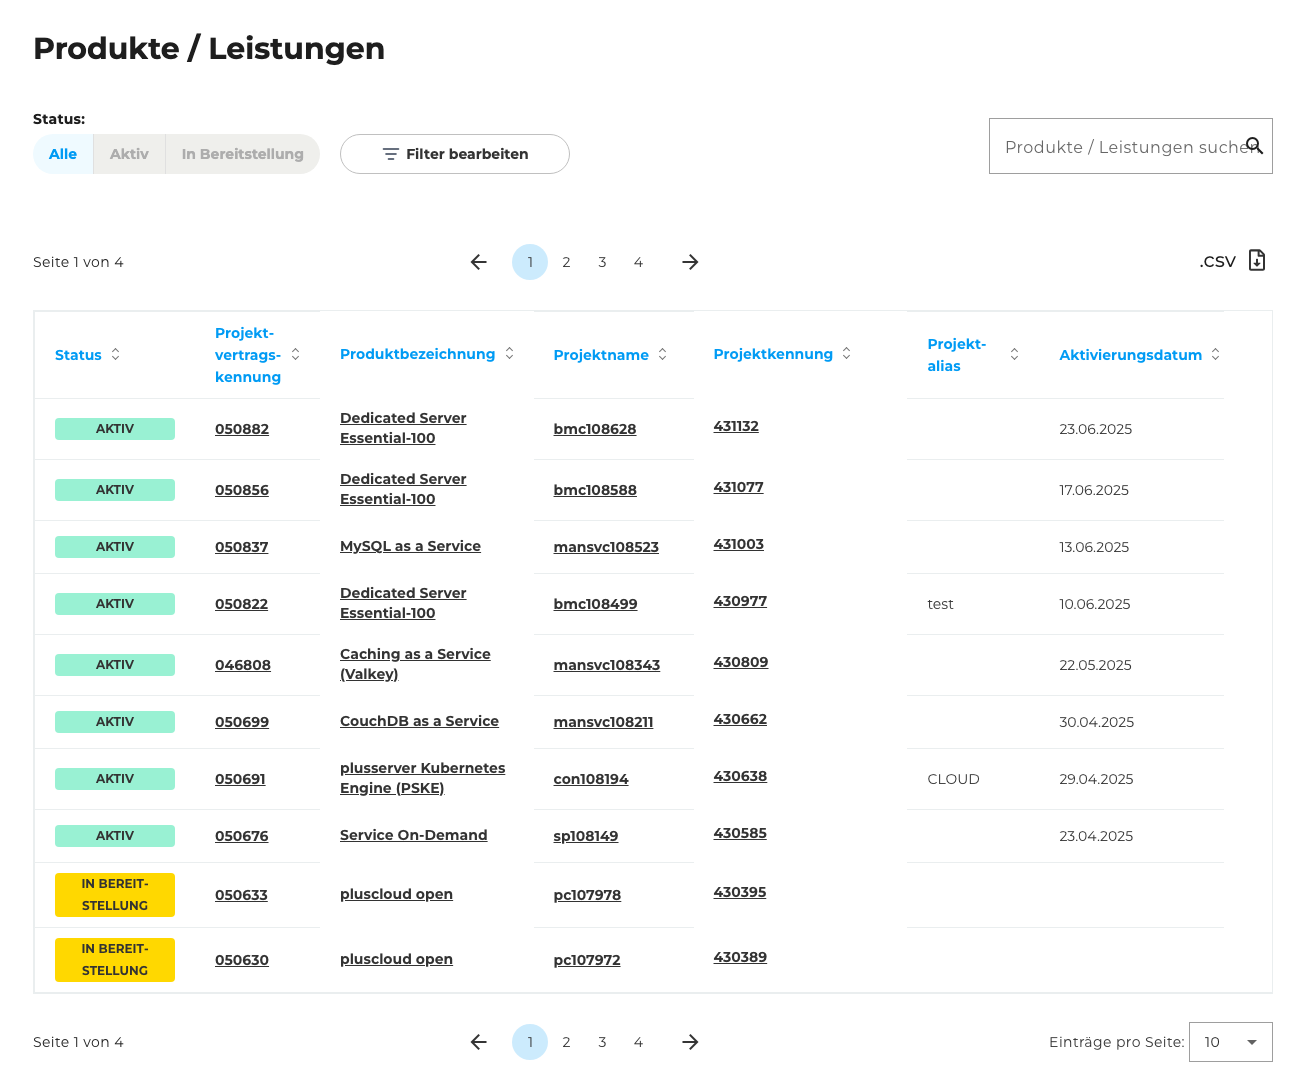 Produkte / Leistungen
Status:
Alle Aktiv In Bereitstellung Filter bearbeiten Produkte / Leistungen suchen
Seite 1 von 4 1 2 3 4 .CSV
Status Projekt-
vertrags-
kennung Produktbezeichnung Projektname Projektkennung Projekt-
alias Aktivierungsdatum
AKTIV 050882 Dedicated Server
Essential-100 bmc108628 431132 23.06.2025
AKTIV 050856 Dedicated Server
Essential-100 bmc108588 431077 17.06.2025
AKTIV 050837 MySQL as a Service mansvc108523 431003 13.06.2025
AKTIV 050822 Dedicated Server
Essential-100 bmc108499 430977 test 10.06.2025
AKTIV 046808 Caching as a Service
(Valkey) mansvc108343 430809 22.05.2025
AKTIV 050699 CouchDB as a Service mansvc108211 430662 30.04.2025
AKTIV 050691 plusserver Kubernetes
Engine (PSKE) con108194 430638 CLOUD 29.04.2025
AKTIV 050676 Service On-Demand sp108149 430585 23.04.2025
IN BEREIT-
STELLUNG 050633 pluscloud open pc107978 430395
IN BEREIT-
STELLUNG 050630 pluscloud open pc107972 430389
Seite 1 von 4 1 2 3 4 Einträge pro Seite: 10